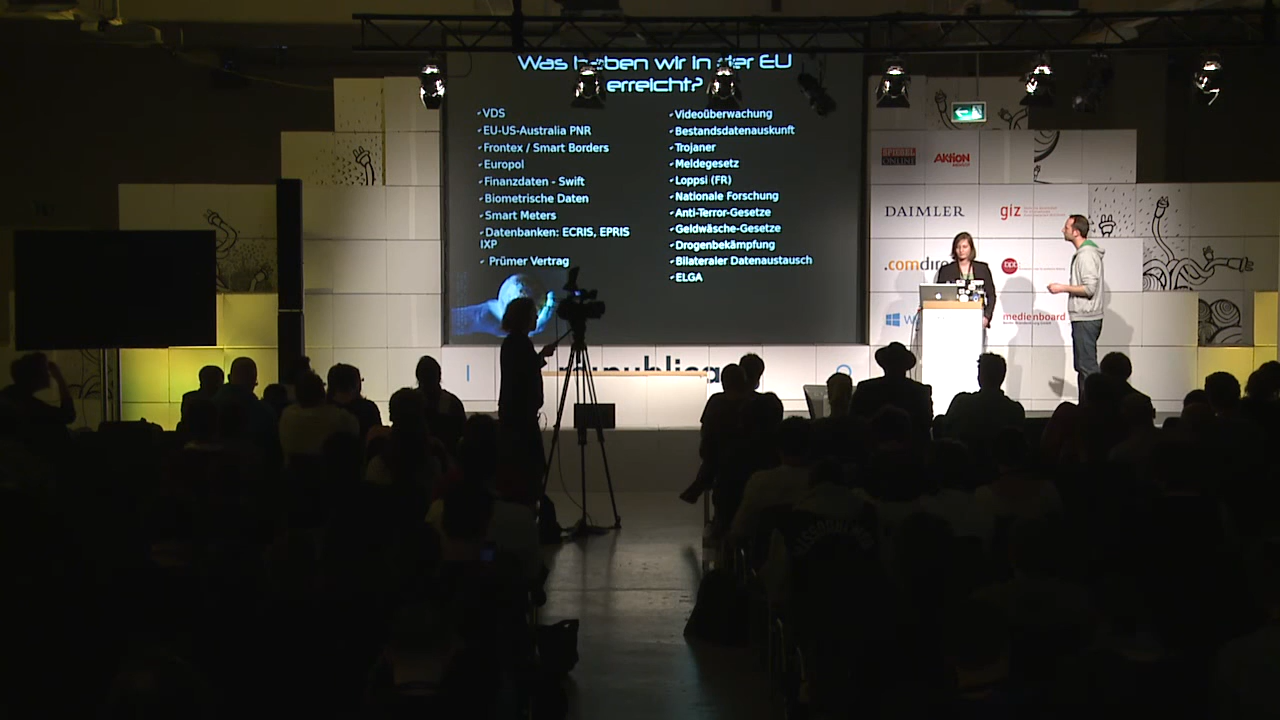 Was haben wir in der EU
erreicht?
VDS
EU-US-Australia PNR
Frontex / Smart Borders
Europol
Finanzdaten - Swift
Biometrische Daten
Smart Meters
Datenbanken: ECRIS, EPRIS
IXP
Prümer Vertrag
Videoüberwachung
Bestandsdatenauskunft
Trojaner
Meldegesetz
Loppsi (FR)
Nationale Forschung
Anti-Terror-Gesetze
Geldwäsche-Gesetze
Drogenbekämpfung
Bilateraler Datenaustausch
ELGA
SPIEGEL
ONLINE
AKTION
DAIMLER
giz
.comdire
medienboard